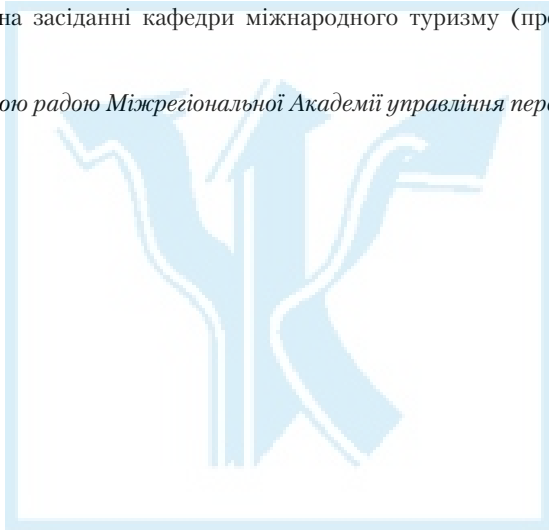 на засіданні кафедри міжнародного туризму (про
ою радою Міжрегіональної Академії управління перс